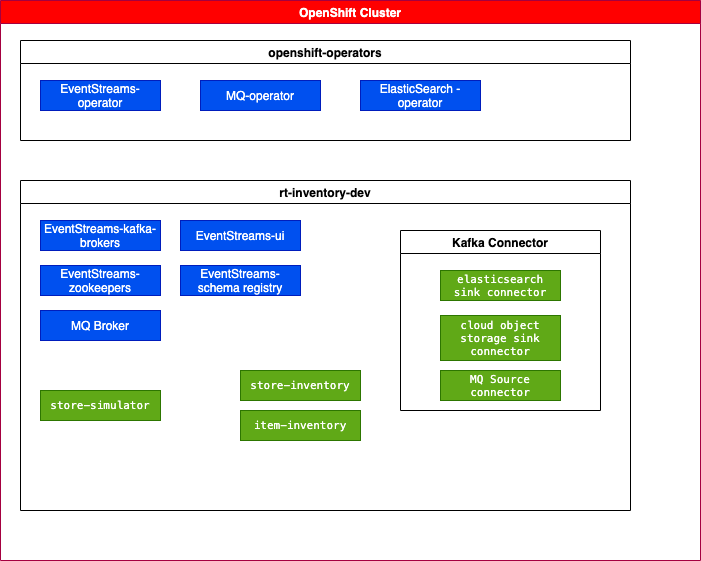 OpenShift Cluster
openshift-operators
EventStreams-
operator
MQ-operator
ElasticSearch -
operator
rt-inventory-dev
EventStreams-kafka-
brokers
EventStreams-ui
EventStreams-
zookeepers
EventStreams-
schema registry
MQ Broker
Kafka Connector
elasticsearch
sink connector
cloud object
storage sink
connector
MQ Source
connector
store-simulator
store-inventory
item-inventory